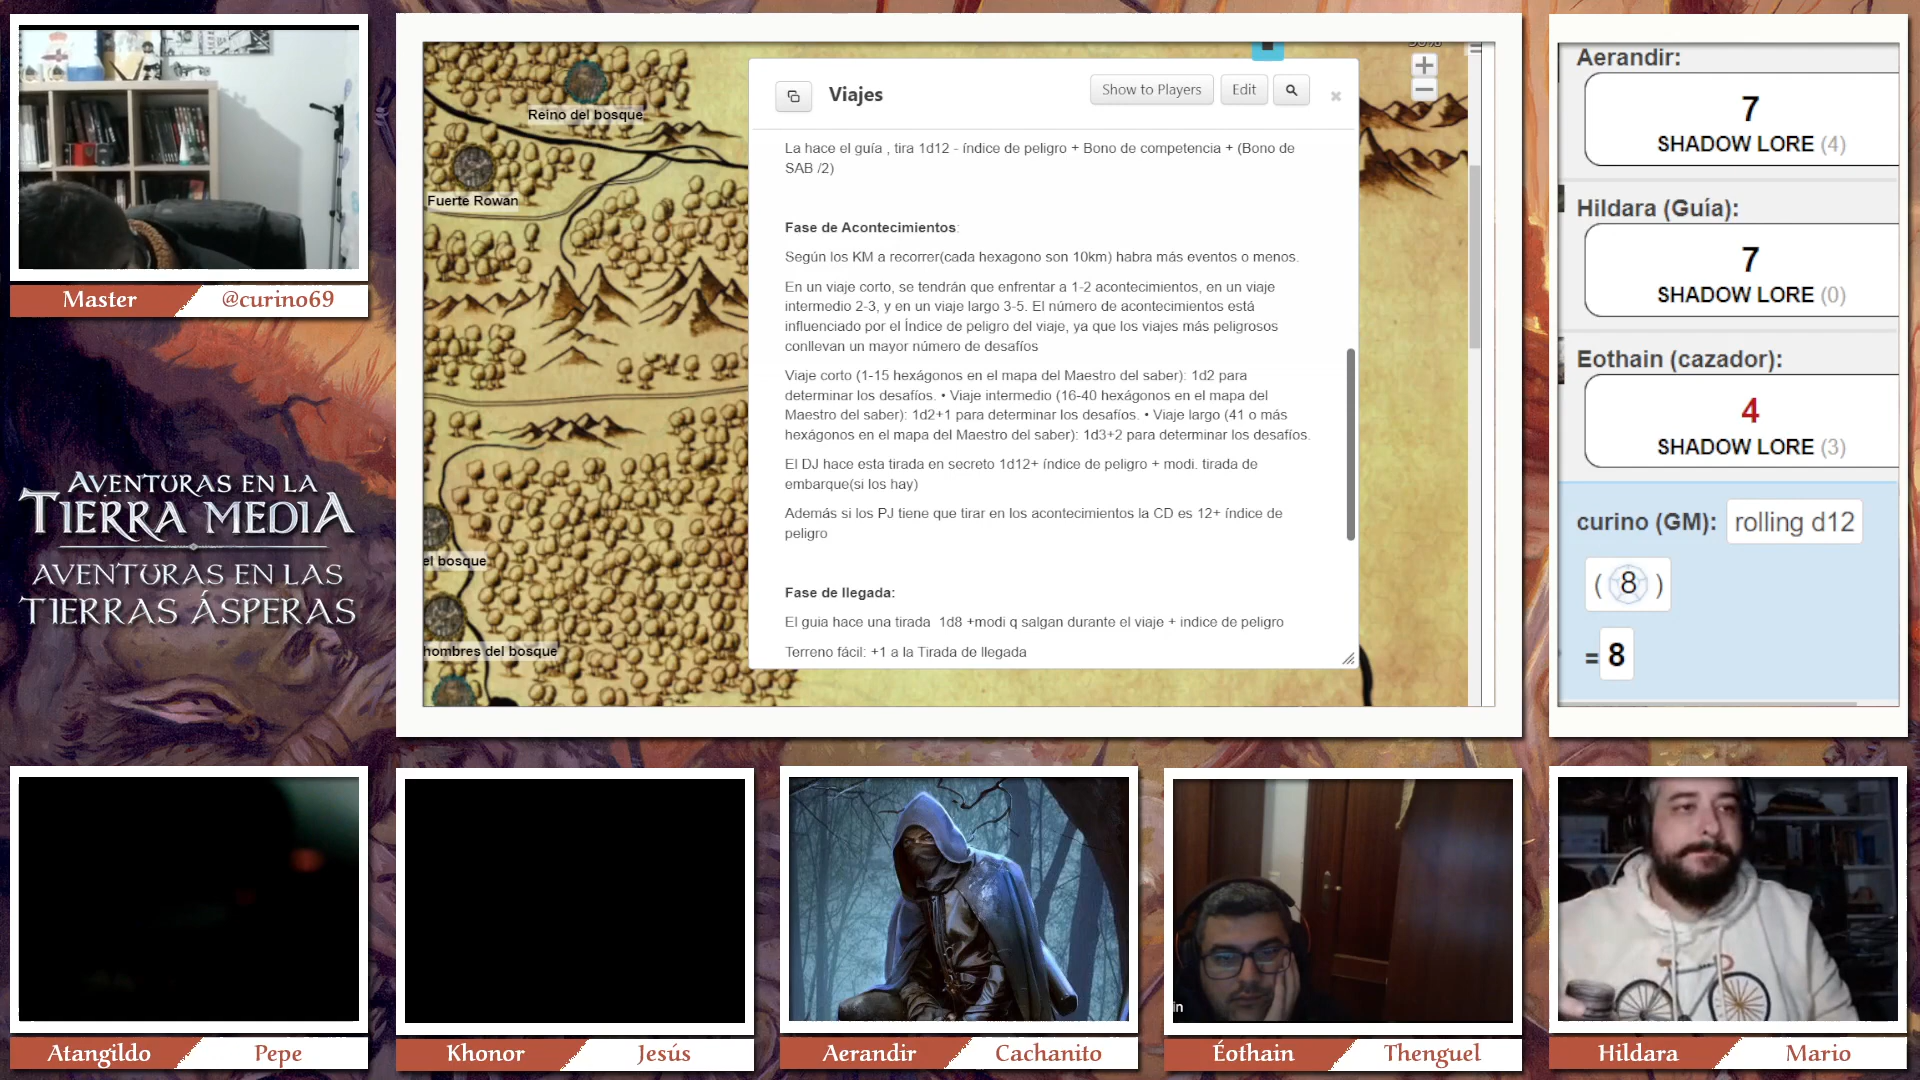 Master @curino69
AVENTURAS EN LA
TIERRA MEDIA
AVENTURAS EN LAS
TIERRAS ÁSPERAS
Reino del bosque
Fuerte Rowan
el bosque
hombres del bosque
Viajes
Show to Players
Edit
La hace el guía , tira 1d12 - índice de peligro + Bono de competencia + (Bono de
SAB /2)
Fase de Acontecimientos:
Según los KM a recorrer(cada hexagono son 10km) habra más eventos o menos.
En un viaje corto, se tendrán que enfrentar a 1-2 acontecimientos, en un viaje
intermedio 2-3, y en un viaje largo 3-5. El número de acontecimientos está
influenciado por el Índice de peligro del viaje, ya que los viajes más peligrosos
conllevan un mayor número de desafíos
Viaje corto (1-15 hexágonos en el mapa del Maestro del saber): 1d2 para
determinar los desafíos. • Viaje intermedio (16-40 hexágonos en el mapa del
Maestro del saber): 1d2+1 para determinar los desafíos. • Viaje largo (41 o más
hexágonos en el mapa del Maestro del saber): 1d3+2 para determinar los desafíos.
El DJ hace esta tirada en secreto 1d12+ índice de peligro + modi. tirada de
embarque(si los hay)
Además si los PJ tiene que tirar en los acontecimientos la CD es 12+ índice de
peligro
Fase de llegada:
El guia hace una tirada 1d8 +modi q salgan durante el viaje + indice de peligro
Terreno fácil: +1 a la Tirada de llegada
Aerandir:
7
SHADOW LORE (4)
Hildara (Guía):
7
SHADOW LORE (0)
Eothain (cazador):
4
SHADOW LORE (3)
curino (GM): rolling d12
( 8 )
= 8
in
Atangildo Pepe
Khonor Jesús
Aerandir Cachanito
Éothain Thenguel
Hildara Mario